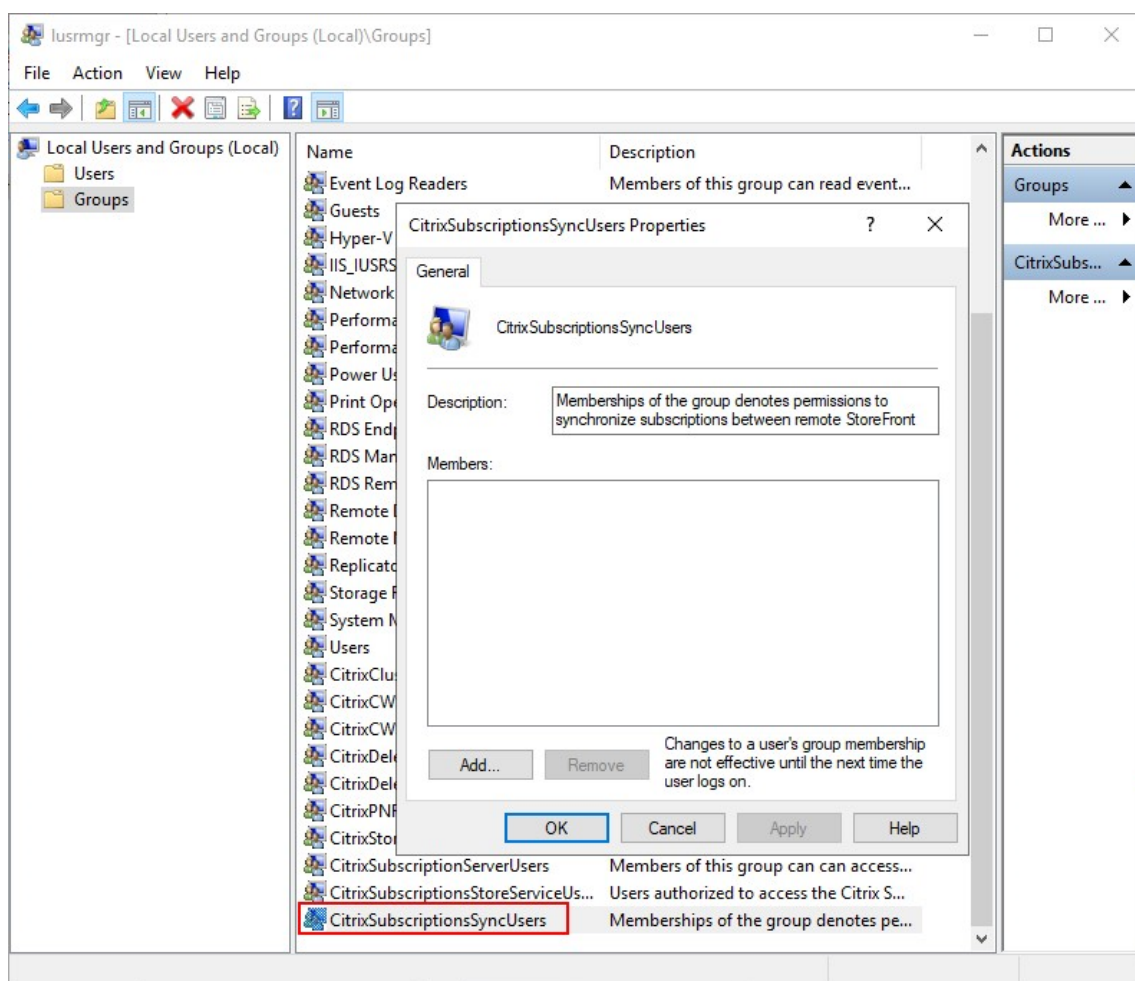 lusrmgr - [Local Users and Groups (Local)\Groups]
File Action View Help
Local Users and Groups (Local)
Users
Groups
Name Description
Event Log Readers Members of this group can read event...
Guests
Hyper-V
IIS_IUSRS
Network
Performa
Performa
Power Us
Print Ope
RDS End
RDS Man
RDS Rem
Remote
Remote
Replicato
Storage
System
Users
CitrixClu
CitrixCW
CitrixCW
CitrixDele
CitrixDele
CitrixPN
CitrixStor
CitrixSubscriptionServerUsers Members of this group can can access...
CitrixSubscriptionsStoreServiceUs... Users authorized to access the Citrix S...
CitrixSubscriptionsSyncUsers Memberships of the group denotes pe...
CitrixSubscriptionsSyncUsers Properties ?
General
CitrixSubscriptionsSyncUsers
Description: Memberships of the group denotes permissions to
synchronize subscriptions between remote StoreFront
Members:
Add... Remove
Changes to a user's group membership
are not effective until the next time the
user logs on.
OK Cancel Apply Help
Actions
Groups
More ...
CitrixSubs...
More ...